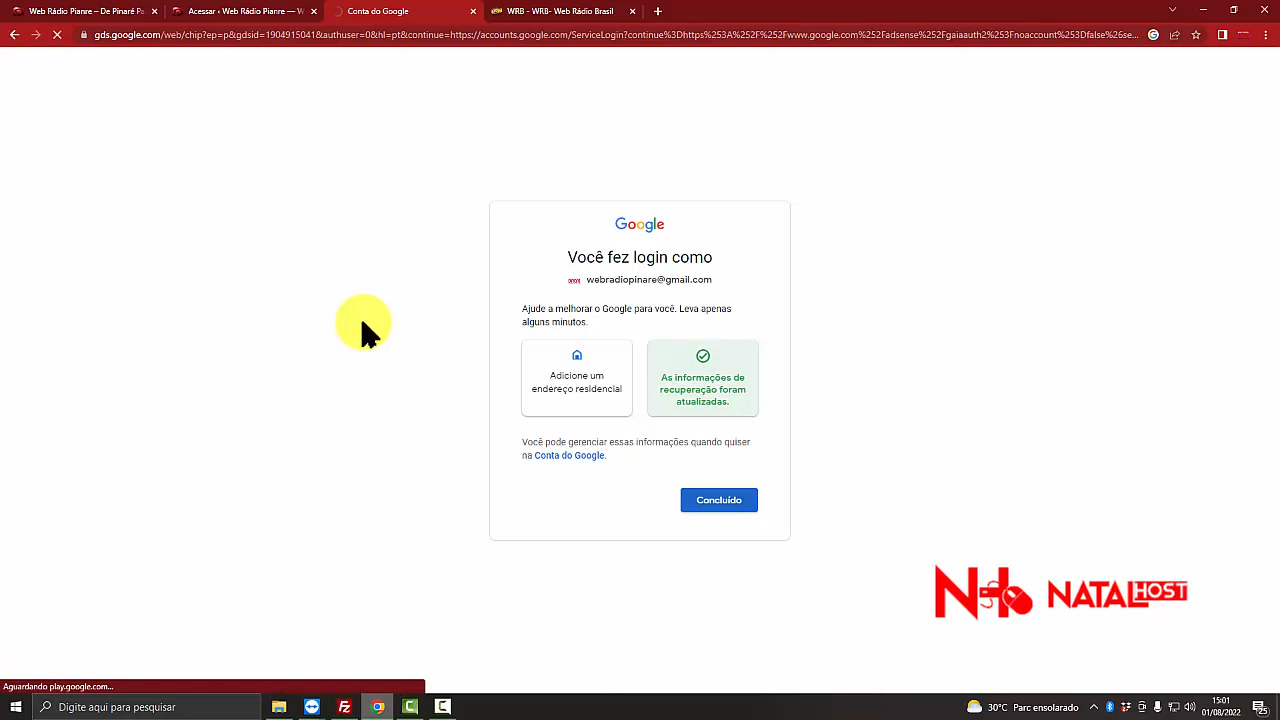 Web Rádio Pianre – De Pinaré Pa
Acessar ‹ Web Rádio Pianre — W
Conta do Google
WRB - WRB- Web Rádio Brasil
gds.google.com/web/chip?ep=p&gdsid=1904915041&authuser=0&hl=pt&continue=https://accounts.google.com/ServiceLogin?continue%3Dhttps%253A%252F%252Fwww.google.com%252Fadsense%252Fgaiaauth2%253Fnoaccount%253Dfalse%26se...
Google
Você fez login como
webradiopinare@gmail.com
Ajude a melhorar o Google para você. Leva apenas
alguns minutos.
Adicione um
endereço residencial
As informações de
recuperação foram
atualizadas.
Você pode gerenciar essas informações quando quiser
na Conta do Google.
Concluído
NATALHOST
Aguardando play.google.com...
Digite aqui para pesquisar
30°C Parc ensolarado
15:01
01/08/2022